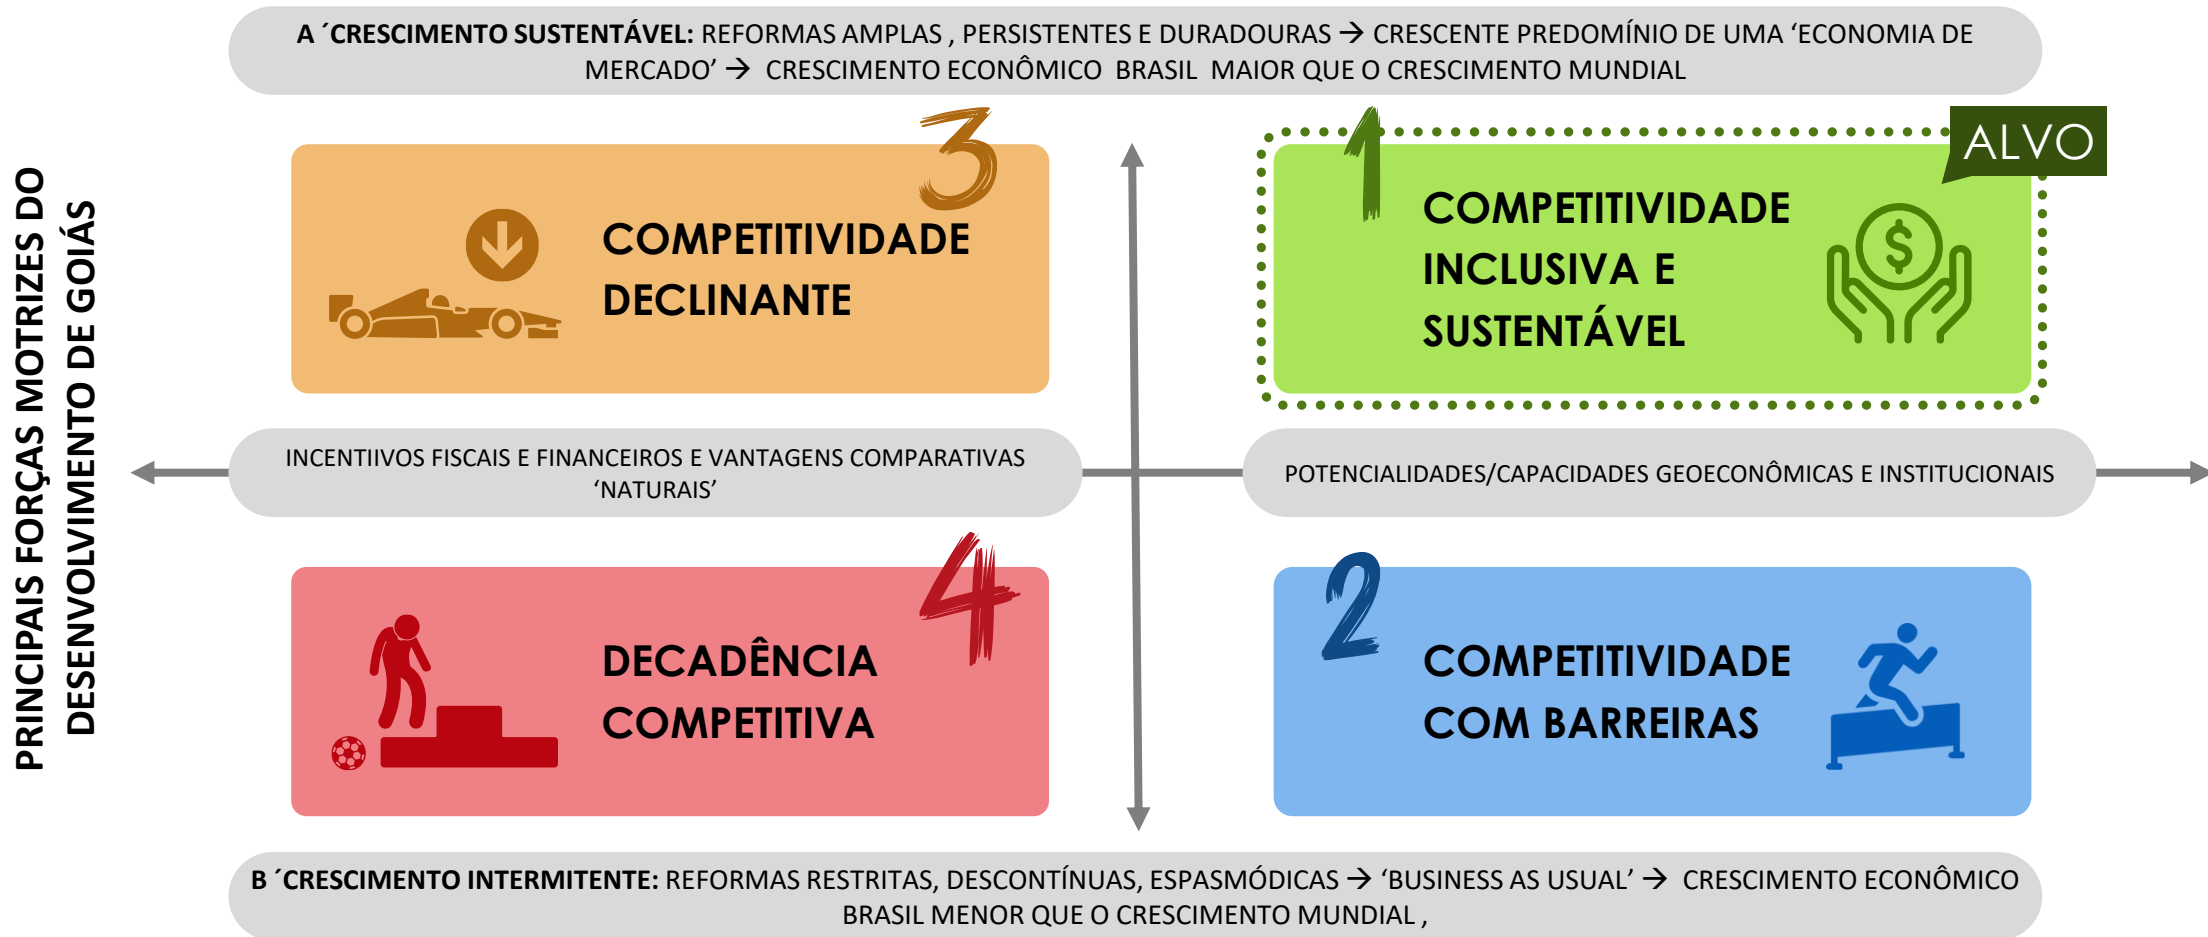 A ´CRESCIMENTO SUSTENTÁVEL: REFORMAS AMPLAS , PERSISTENTES E DURADOURAS → CRESCENTE PREDOMÍNIO DE UMA ‘ECONOMIA DE
MERCADO’ → CRESCIMENTO ECONÔMICO BRASIL MAIOR QUE O CRESCIMENTO MUNDIAL
PRINCIPAIS FORÇAS MOTRIZES DO
DESENVOLVIMENTO DE GOIÁS
3
COMPETITIVIDADE
DECLINANTE
1
ALVO
COMPETITIVIDADE
INCLUSIVA E
SUSTENTÁVEL
$
INCENTIIVOS FISCAIS E FINANCEIROS E VANTAGENS COMPARATIVAS
‘NATURAIS’
POTENCIALIDADES/CAPACIDADES GEOECONÔMICAS E INSTITUCIONAIS
4
DECADÊNCIA
COMPETITIVA
2
COMPETITIVIDADE
COM BARREIRAS
B ´CRESCIMENTO INTERMITENTE: REFORMAS RESTRITAS, DESCONTÍNUAS, ESPASMÓDICAS → ‘BUSINESS AS USUAL’ → CRESCIMENTO ECONÔMICO
BRASIL MENOR QUE O CRESCIMENTO MUNDIAL ,